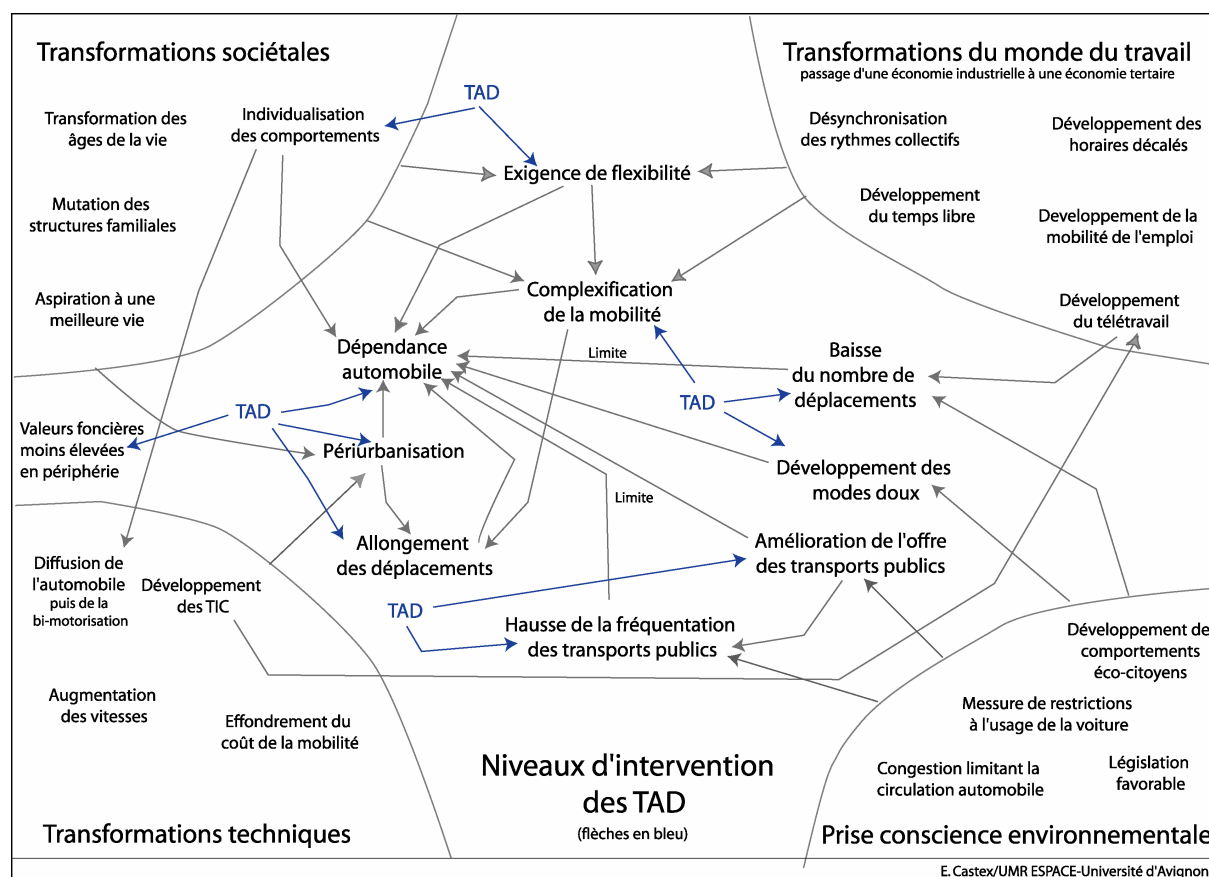 Transformations sociétales
Transformation des
âges de la vie
Individualisation
des comportements
Mutation des
structures familiales
Aspiration à une
meilleure vie
TAD
Exigence de flexibilité
Transformations du monde du travail
passage d'une économie industrielle à une économie tertaire
Désynchronisation
des rythmes collectifs
Développement des
horaires décalés
Développement
du temps libre
Developpement de la
mobilité de l'emploi
Développement
du télétravail
Complexification
de la mobilité
Dépendance
automobile
Limite
Baisse
du nombre de
déplacements
TAD
TAD
Valeurs foncières
moins élevées
en périphérie
Périurbanisation
Développement des
modes doux
Limite
Allongement
des déplacements
Amélioration de l'offre
des transports publics
Diffusion de
l'automobile
puis de la
bi-motorisation
Développement
des TIC
TAD
Hausse de la fréquentation
des transports publics
Développement de
comportements
éco-citoyens
Augmentation
des vitesses
Effondrement du
coût de la mobilité
Messure de restrictions
à l'usage de la voiture
Congestion limitant la
circulation automobile
Législation
favorable
Niveaux d'intervention
des TAD
(flèches en bleu)
Transformations techniques
Prise conscience environnementale
E. Castex/UMR ESPACE-Université d'Avignon